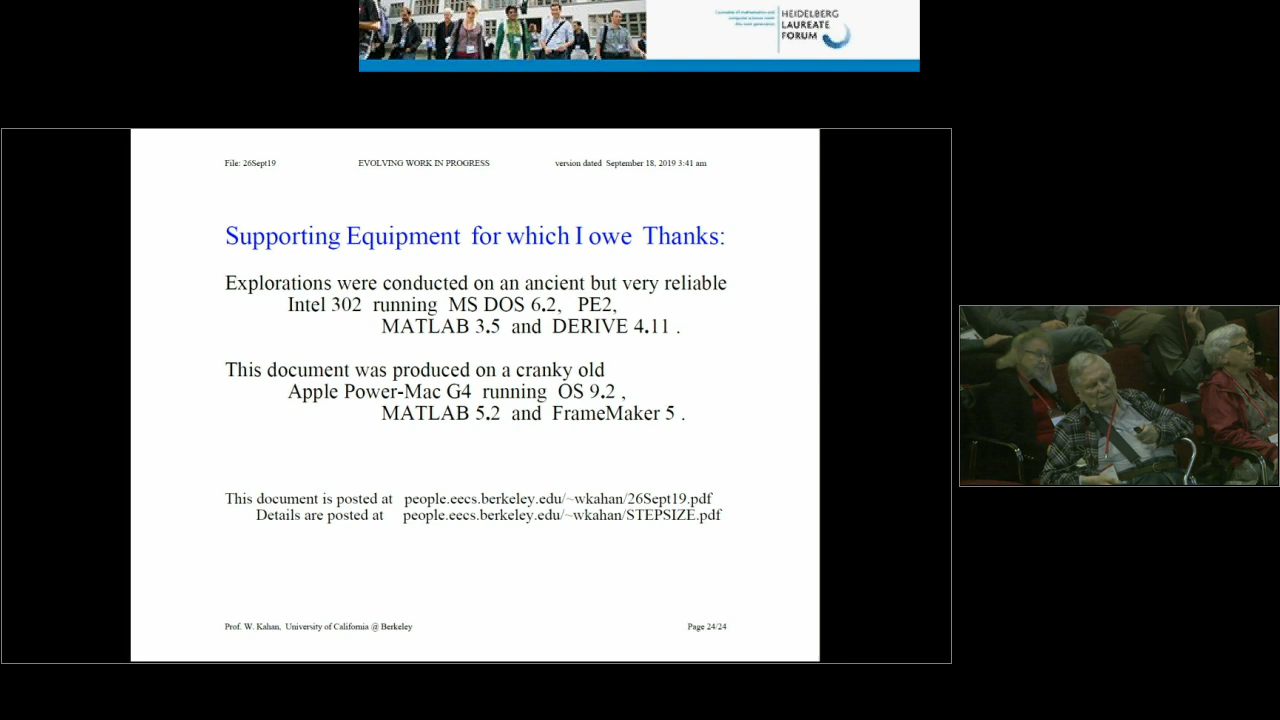 HEIDELBERG
LAUREATE
FORUM
File: 26Sept19 EVOLVING WORK IN PROGRESS version dated September 18, 2019 3:41 am
Supporting Equipment for which I owe Thanks:
Explorations were conducted on an ancient but very reliable
Intel 302 running MS DOS 6.2, PE2,
MATLAB 3.5 and DERIVE 4.11 .
This document was produced on a cranky old
Apple Power-Mac G4 running OS 9.2 ,
MATLAB 5.2 and FrameMaker 5 .
This document is posted at people.eecs.berkeley.edu/~wkahan/26Sept19.pdf
Details are posted at people.eecs.berkeley.edu/~wkahan/STEPSIZE.pdf
Prof. W. Kahan, University of California @ Berkeley Page 24/24